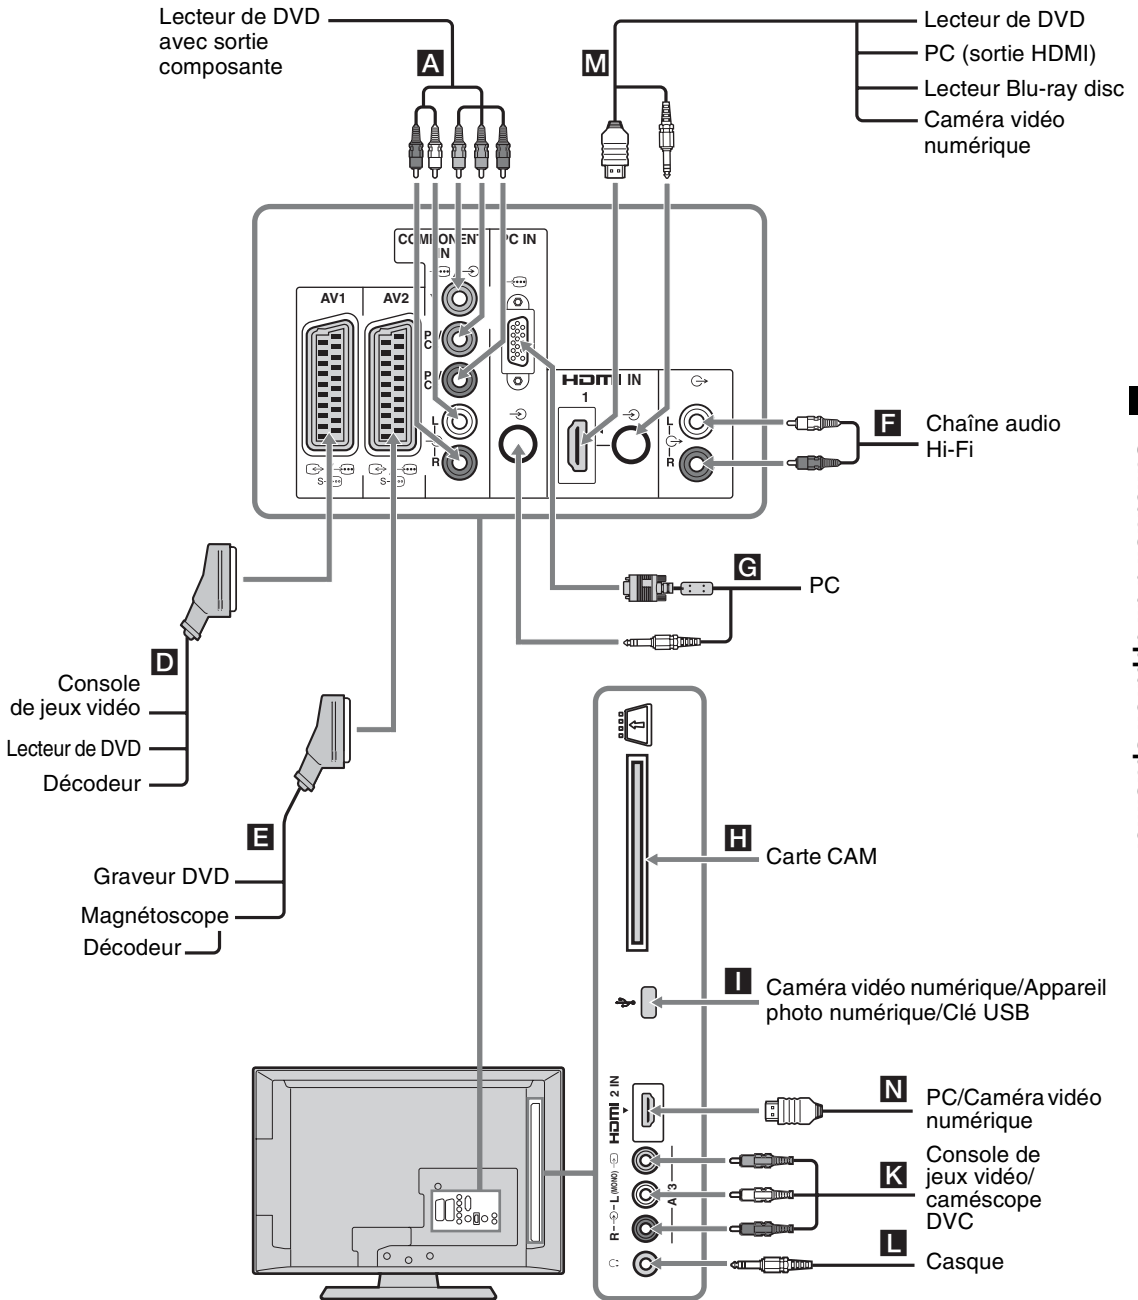 Lecteur de DVD
avec sortie
composante
A
M
Lecteur de DVD
PC (sortie HDMI)
Lecteur Blu-ray disc
Caméra vidéo
numérique
COMPONENT
IN
PC IN
AV1
AV2
L
R
HDMI IN
1
L
R
S
S
F
Chaîne audio
Hi-Fi
G
PC
D
Console
de jeux vidéo
Lecteur de DVD
Décodeur
E
Graveur DVD
Magnétoscope
Décodeur
H
Carte CAM
I
Caméra vidéo numérique/Appareil
photo numérique/Clé USB
HDMI 2 IN
N
PC/Caméra vidéo
numérique
R L (MONO)
K
Console de
jeux vidéo/
caméscope
DVC
L
Casque